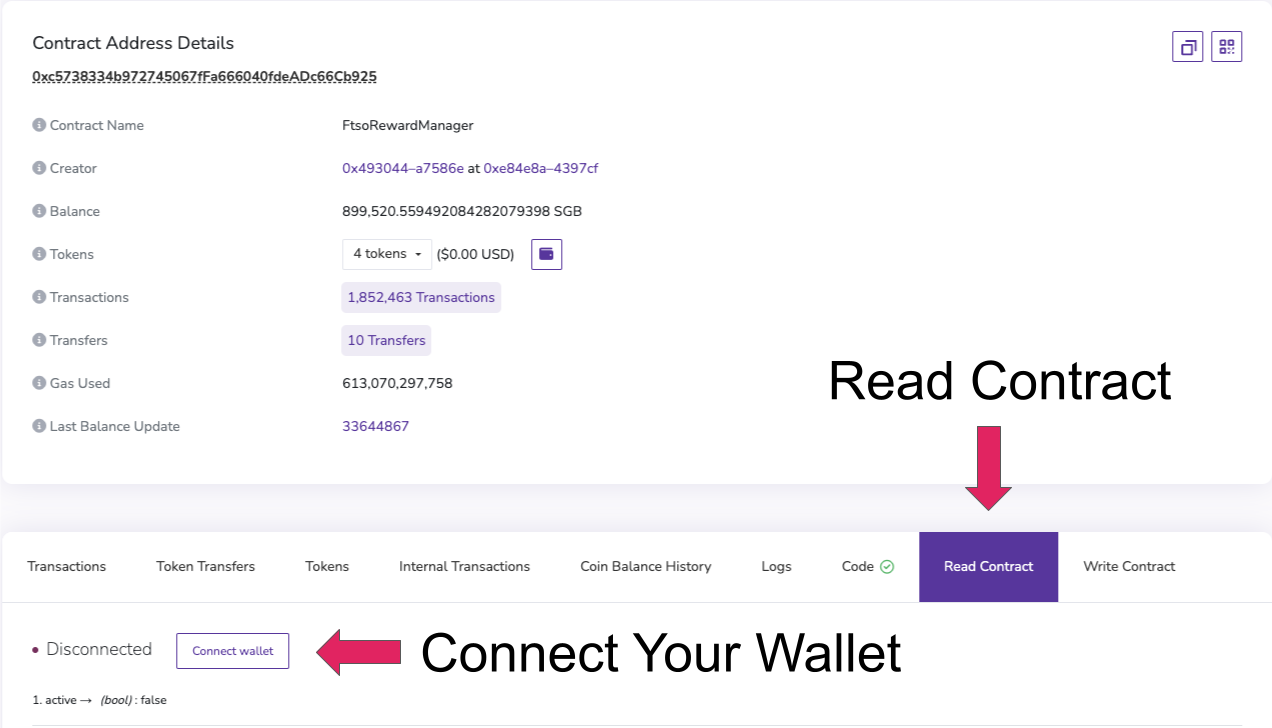 Contract Address Details
0xc5738334b972745067fFa666040fdeADc66Cb925
Contract Name FtsoRewardManager
Creator 0x493044–a7586e at 0xe84e8a–4397cf
Balance 899,520.559492084282079398 SGB
Tokens 4 tokens ($0.00 USD)
Transactions 1,852,463 Transactions
Transfers 10 Transfers
Gas Used 613,070,297,758
Last Balance Update 33644867
Read Contract
Transactions Token Transfers Tokens Internal Transactions Coin Balance History Logs Code Read Contract Write Contract
Disconnected Connect wallet Connect Your Wallet
1. active → (bool) : false